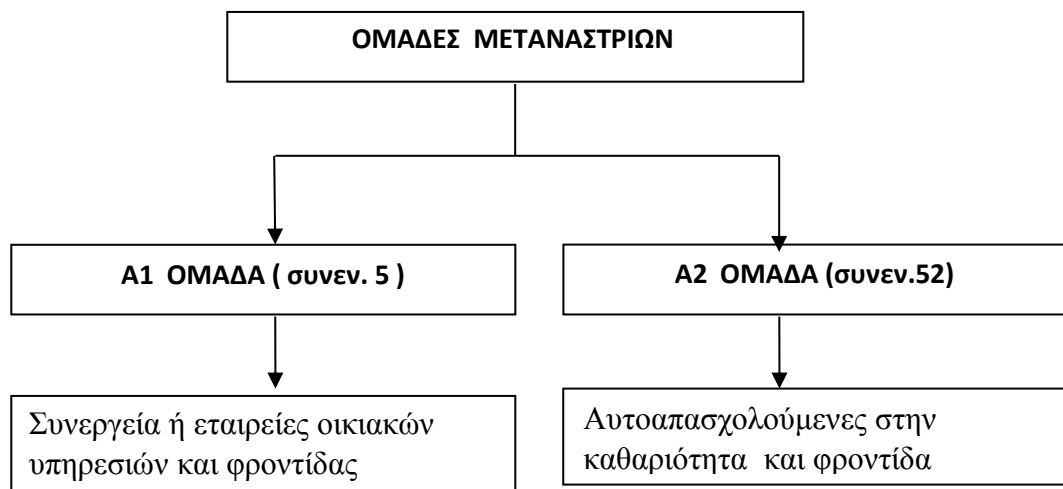 ΟΜΑΔΕΣ ΜΕΤΑΝΑΣΤΡΙΩΝ
Α1 ΟΜΑΔΑ ( συνεν. 5 )
Α2 ΟΜΑΔΑ (συνεν.52)
Συνεργεία ή εταιρείες οικιακών
υπηρεσιών και φροντίδας
Αυτοαπασχολούμενες στην
καθαριότητα και φροντίδα